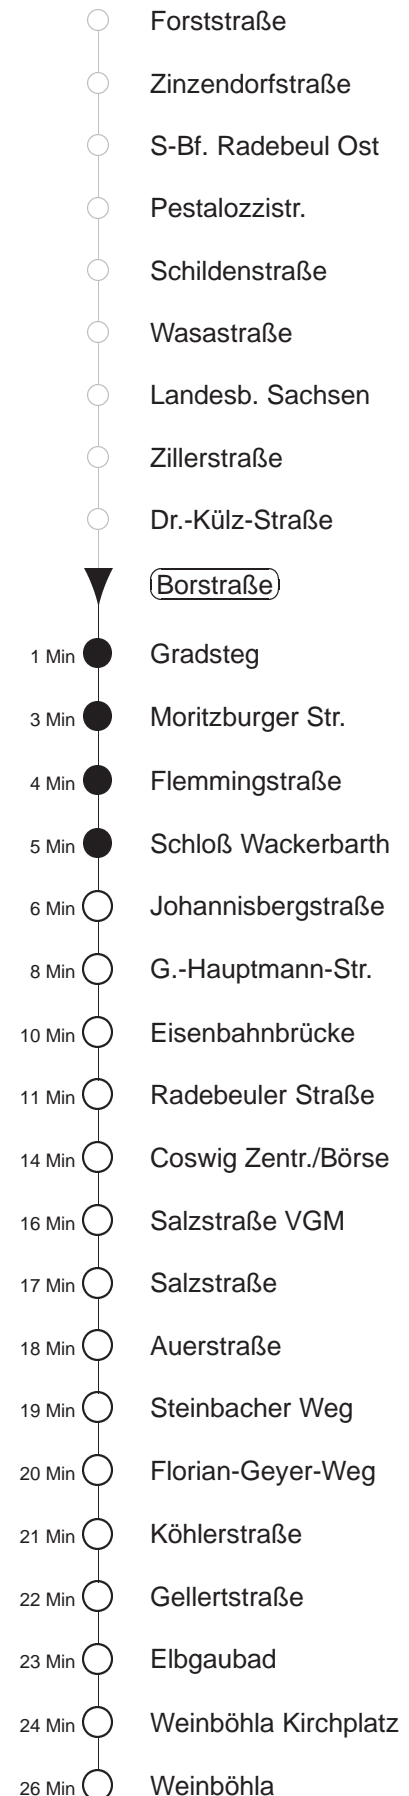 Forststraße
Zinzendorfstraße
S-Bf. Radebeul Ost
Pestalozzistr.
Schildenstraße
Wasastraße
Landesb. Sachsen
Zillerstraße
Dr.-Külz-Straße
Borstraße
1 Min Gradsteg
3 Min Moritzburger Str.
4 Min Flemmingstraße
5 Min Schloß Wackerbarth
6 Min Johannisbergstraße
8 Min G.-Hauptmann-Str.
10 Min Eisenbahnbrücke
11 Min Radebeuler Straße
14 Min Coswig Zentr./Börse
16 Min Salzstraße VGM
17 Min Salzstraße
18 Min Auerstraße
19 Min Steinbacher Weg
20 Min Florian-Geyer-Weg
21 Min Köhlerstraße
22 Min Gellertstraße
23 Min Elbgaubad
24 Min Weinböhla Kirchplatz
26 Min Weinböhla